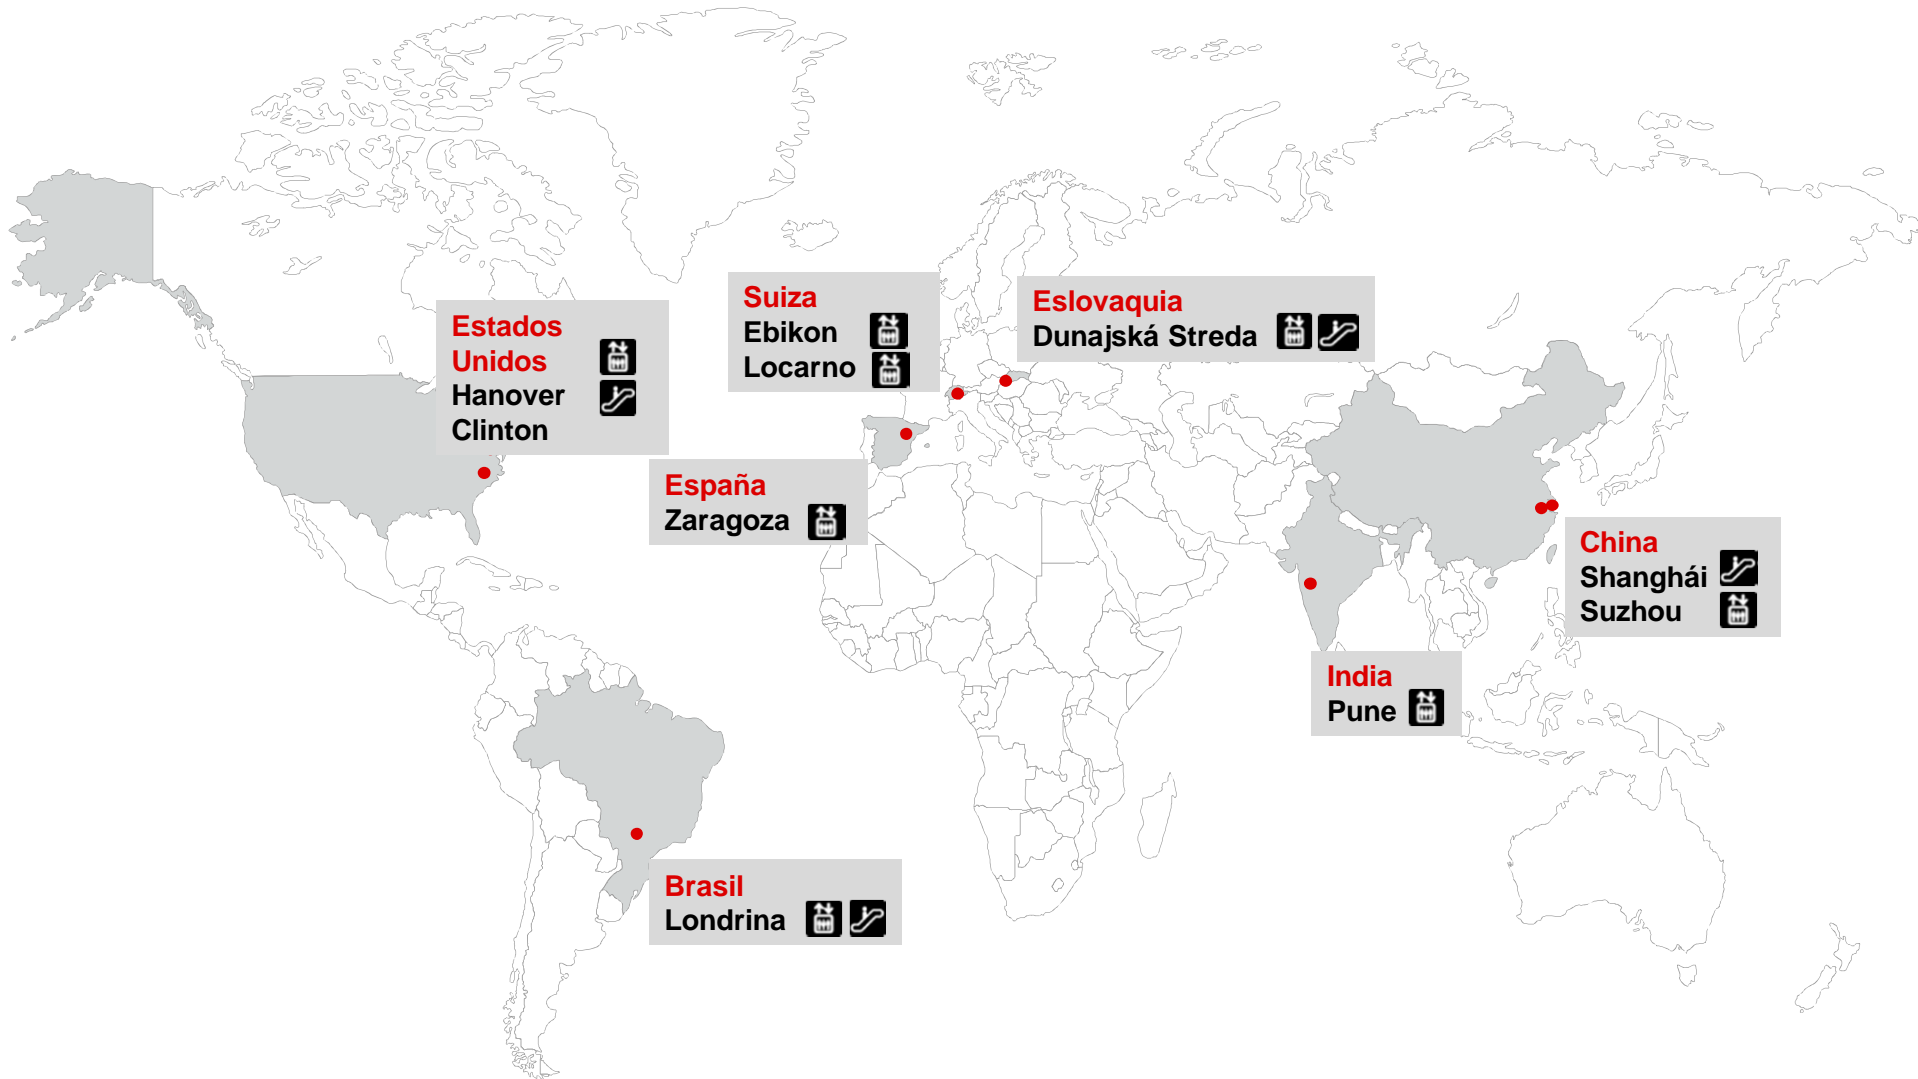 Suiza
Ebikon
Locarno
Eslovaquia
Dunajská Streda
Estados
Unidos
Hanover
Clinton
España
Zaragoza
China
Shanghái
Suzhou
India
Pune
Brasil
Londrina